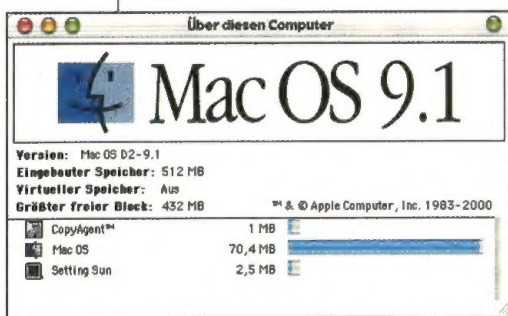 Über diesen Computer
Mac OS 9.1
Version: Mac OS D2-9.1
Eingebauter Speicher: 512 MB
Virtueller Speicher: Aus
Größter freier Block: 432 MB ™ & © Apple Computer, Inc. 1983-2000
CopyAgent™ 1 MB
Mac OS 70,4 MB
Setting Sun 2,5 MB